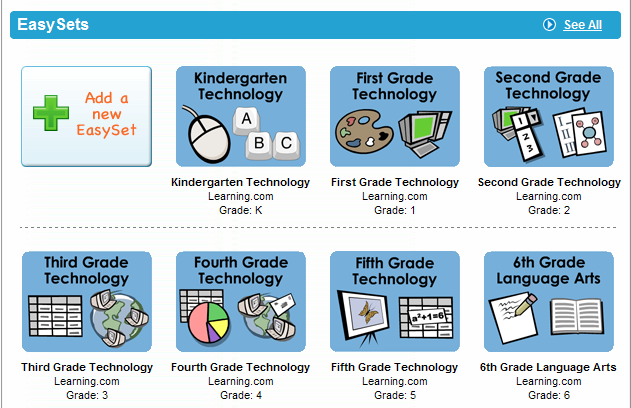 EasySets
See All
Add a
new
EasySet
Kindergarten
Technology
A
B
C
Kindergarten Technology
Learning.com
Grade: K
First Grade
Technology
First Grade Technology
Learning.com
Grade: 1
Second Grade
Technology
1
2
3
I
II
III
Second Grade Technology
Learning.com
Grade: 2
Third Grade
Technology
Third Grade Technology
Learning.com
Grade: 3
Fourth Grade
Technology
Fourth Grade Technology
Learning.com
Grade: 4
Fifth Grade
Technology
a²+1=6
Fifth Grade Technology
Learning.com
Grade: 5
6th Grade
Language Arts
6th Grade Language Arts
Learning.com
Grade: 6